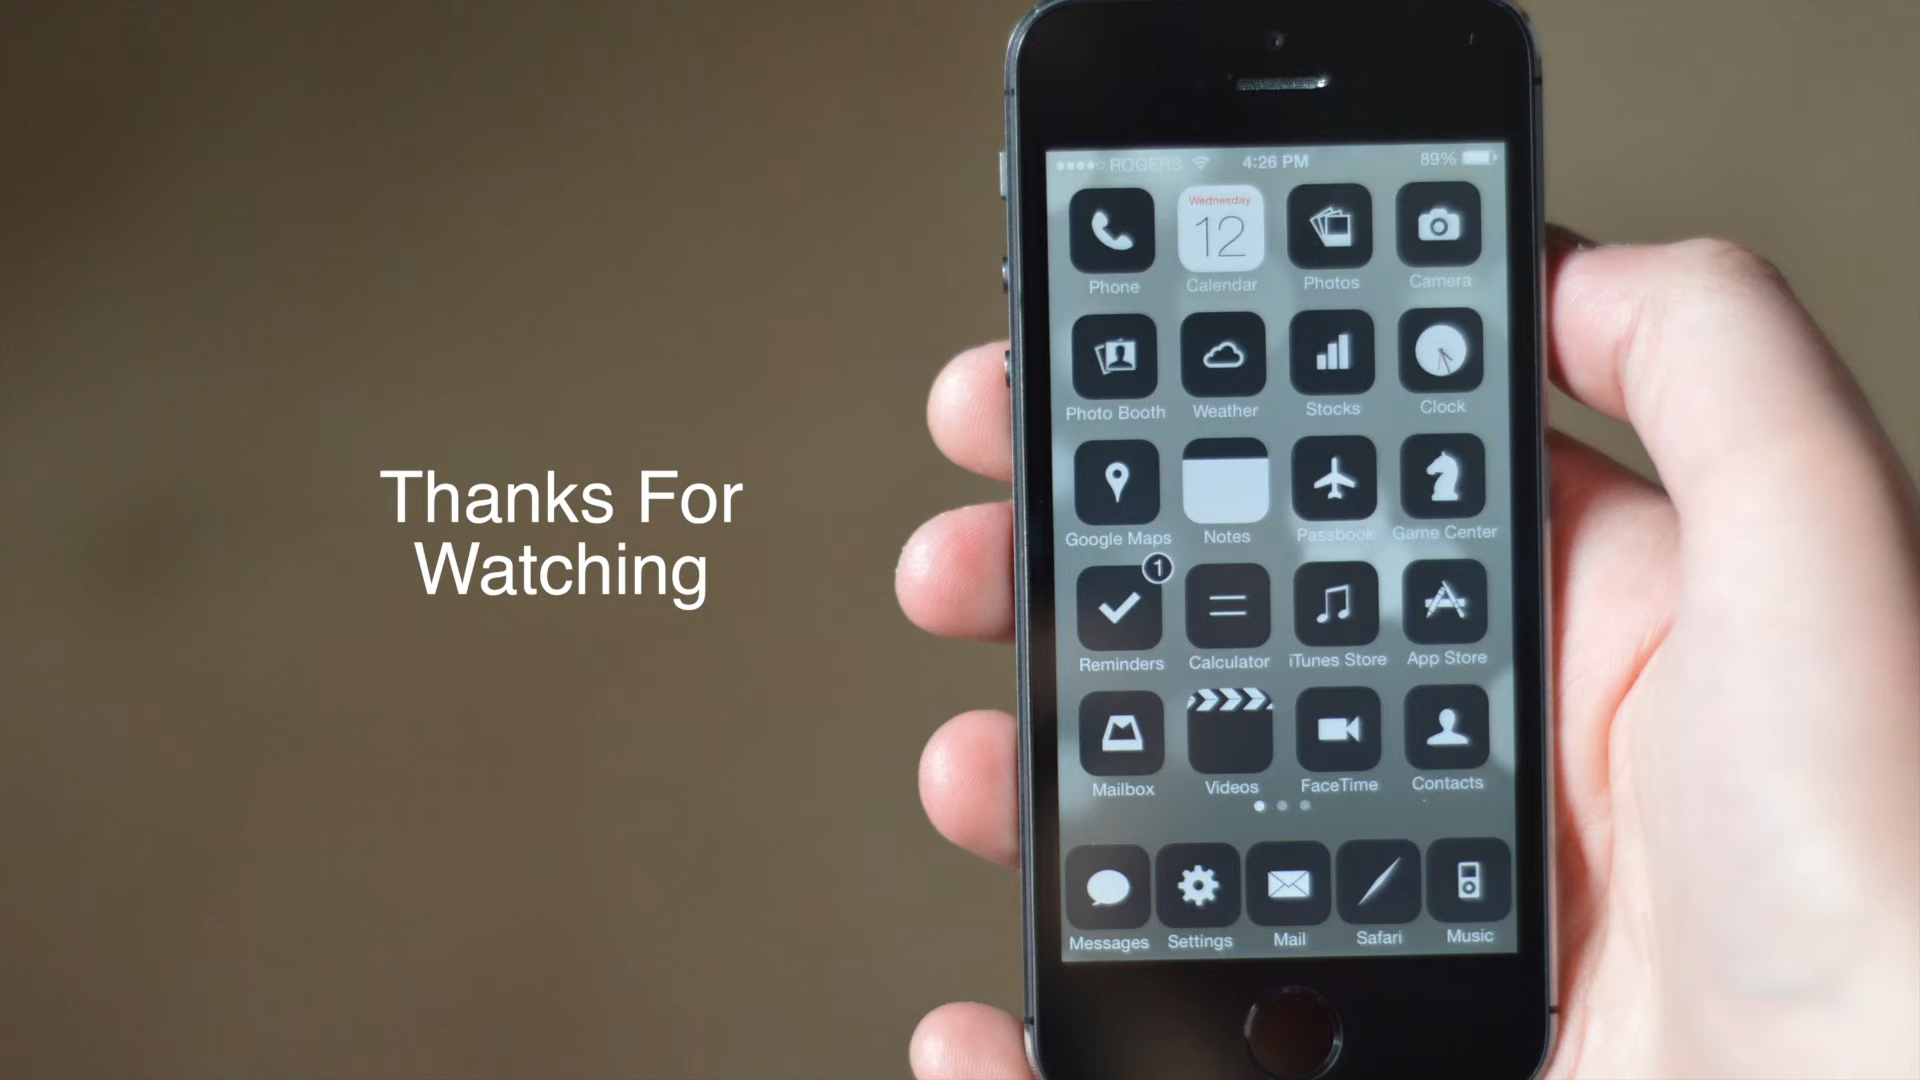 Thanks For
Watching
ROGERS 4:26 PM 89%
Wednesday
12
Phone Calendar Photos Camera
Photo Booth Weather Stocks Clock
Google Maps Notes Passbook Game Center
1
Reminders Calculator iTunes Store App Store
Mailbox Videos FaceTime Contacts
Messages Settings Mail Safari Music